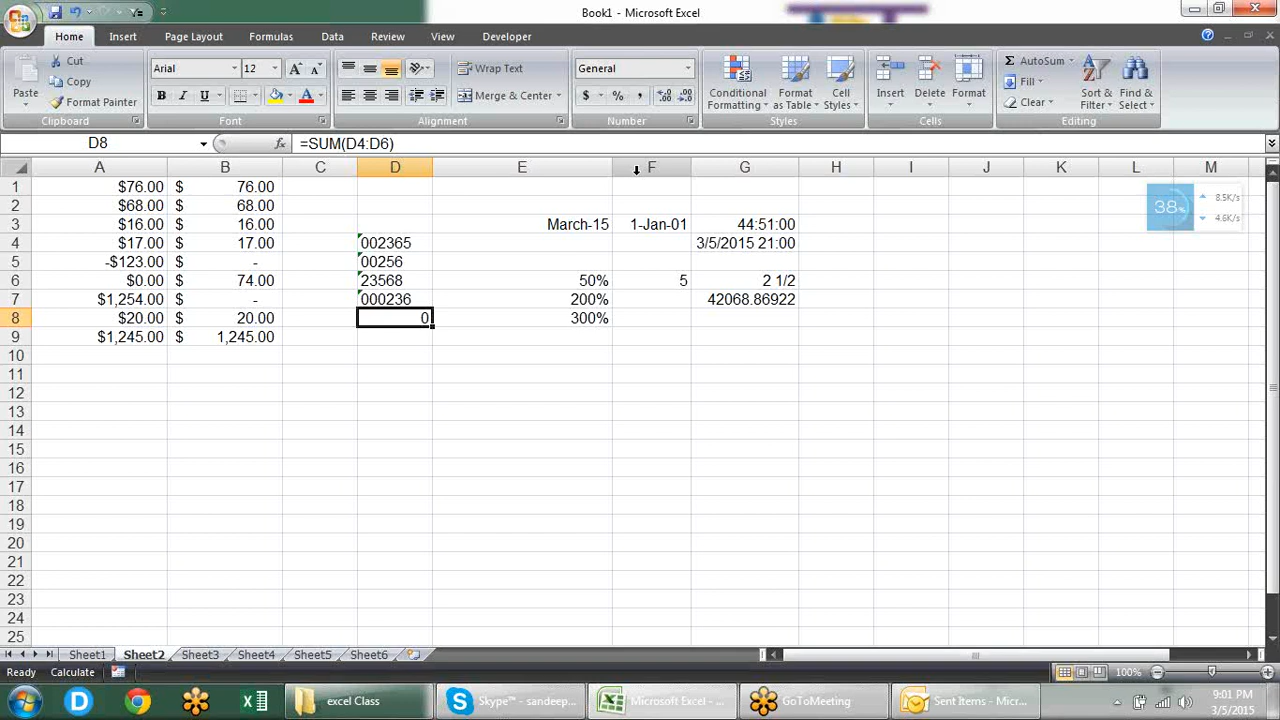 Book1 - Microsoft Excel
Home Insert Page Layout Formulas Data Review View Developer
Paste Cut Copy Format Painter Clipboard
Arial 12 A A B I U A Font
Wrap Text Merge & Center Alignment
General $ % , Number
Conditional Formatting Format as Table Cell Styles Styles
Insert Delete Format Cells
AutoSum Fill Clear Sort & Filter Find & Select Editing
D8 fx =SUM(D4:D6)
A B C D E F G H I J K L M
1 $76.00 $ 76.00
2 $68.00 $ 68.00
3 $16.00 $ 16.00 March-15 1-Jan-01 44:51:00
4 $17.00 $ 17.00 002365 3/5/2015 21:00
5 -$123.00 $ - 00256
6 $0.00 $ 74.00 23568 50% 5 2 1/2
7 $1,254.00 $ - 000236 200% 42068.86922
8 $20.00 $ 20.00 0 300%
9 $1,245.00 $ 1,245.00
10
11
12
13
14
15
16
17
18
19
20
21
22
23
24
25
38% 8.5K/s
4.6K/s
Sheet1 Sheet2 Sheet3 Sheet4 Sheet5 Sheet6
Ready Calculate 100%
excel Class Skype™ - sandeep... Microsoft Excel - ... GoToMeeting Sent Items - Micr...
9:01 PM
3/5/2015